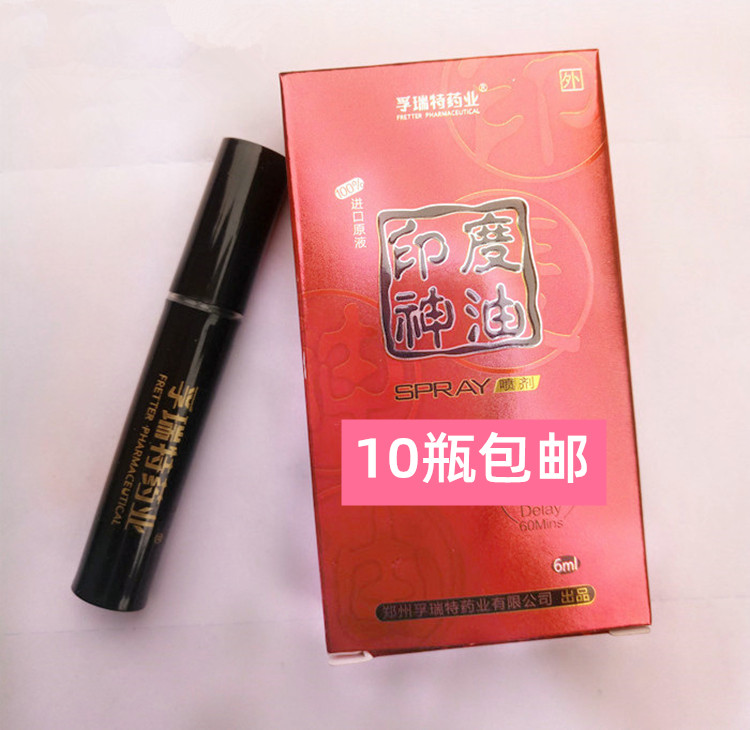 孚瑞特药业®
FRETTER PHARMACEUTICAL
外
100%
进口原液
印度
神油
SPRAY 喷剂
10瓶包邮
Delay
60Mins
6ml
郑州孚瑞特药业有限公司 出品
孚瑞特药业®
FRETTER PHARMACEUTICAL